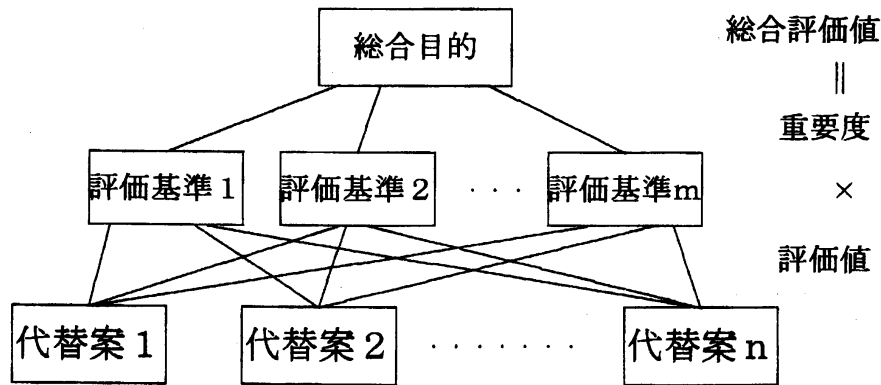 総合目的
総合評価値
||
重要度
評価基準1
評価基準2
· · ·
評価基準m
×
評価値
代替案1
代替案2
· · · · · · ·
代替案n